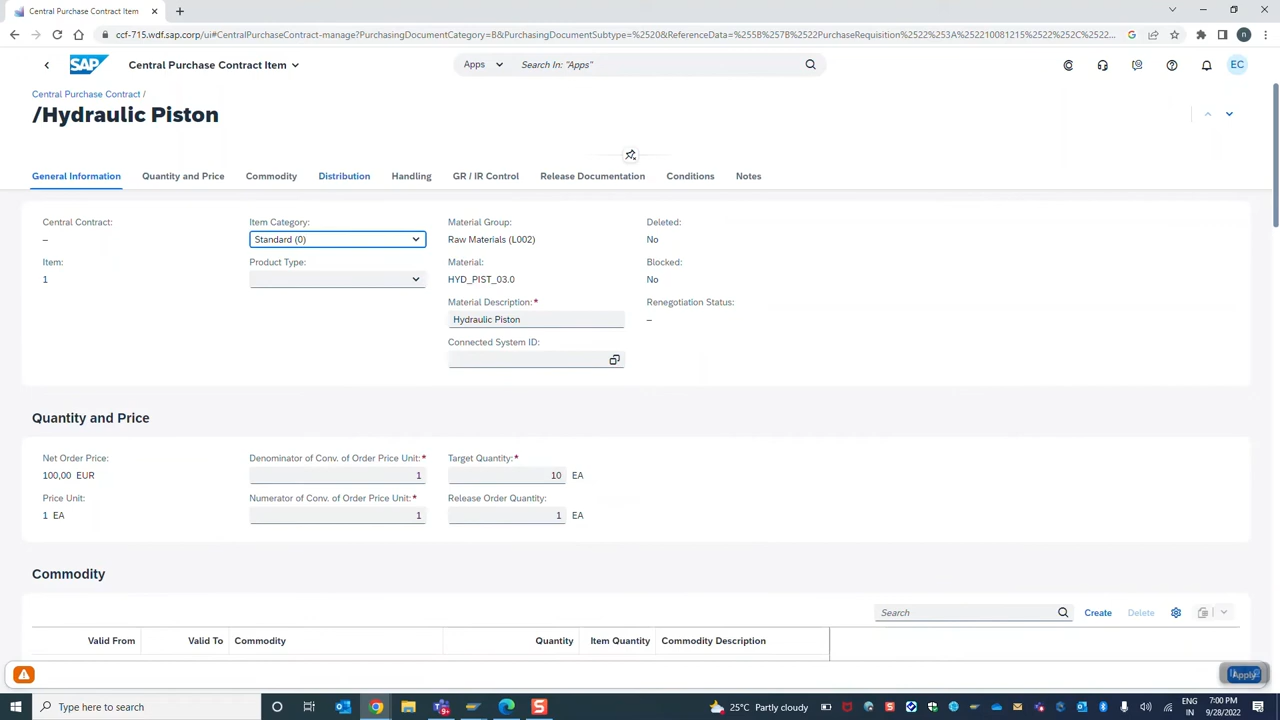 Central Purchase Contract Item
ccf-715.wdf.sap.corp/ui#CentralPurchaseContract-manage?PurchasingDocumentCategory=B&PurchasingDocumentSubtype=%2520&ReferenceData=%255B%257B%2522PurchaseRequisition%2522%253A%252210081215%2522%252C%2522...
n
SAP Central Purchase Contract Item
Apps Search In: "Apps"
EC
Central Purchase Contract /
/Hydraulic Piston
General Information Quantity and Price Commodity Distribution Handling GR / IR Control Release Documentation Conditions Notes
Central Contract: Item Category: Material Group: Deleted:
– Standard (0) Raw Materials (L002) No
Item: Product Type: Material: Blocked:
1 HYD_PIST_03.0 No
Material Description:* Renegotiation Status:
Hydraulic Piston –
Connected System ID:
Quantity and Price
Net Order Price: Denominator of Conv. of Order Price Unit:* Target Quantity:*
100,00 EUR 1 10 EA
Price Unit: Numerator of Conv. of Order Price Unit:* Release Order Quantity:
1 EA 1 1 EA
Commodity
Search Create Delete
Valid From Valid To Commodity Quantity Item Quantity Commodity Description
Apply
Type here to search
25°C Partly cloudy
ENG
IN
7:00 PM
9/28/2022